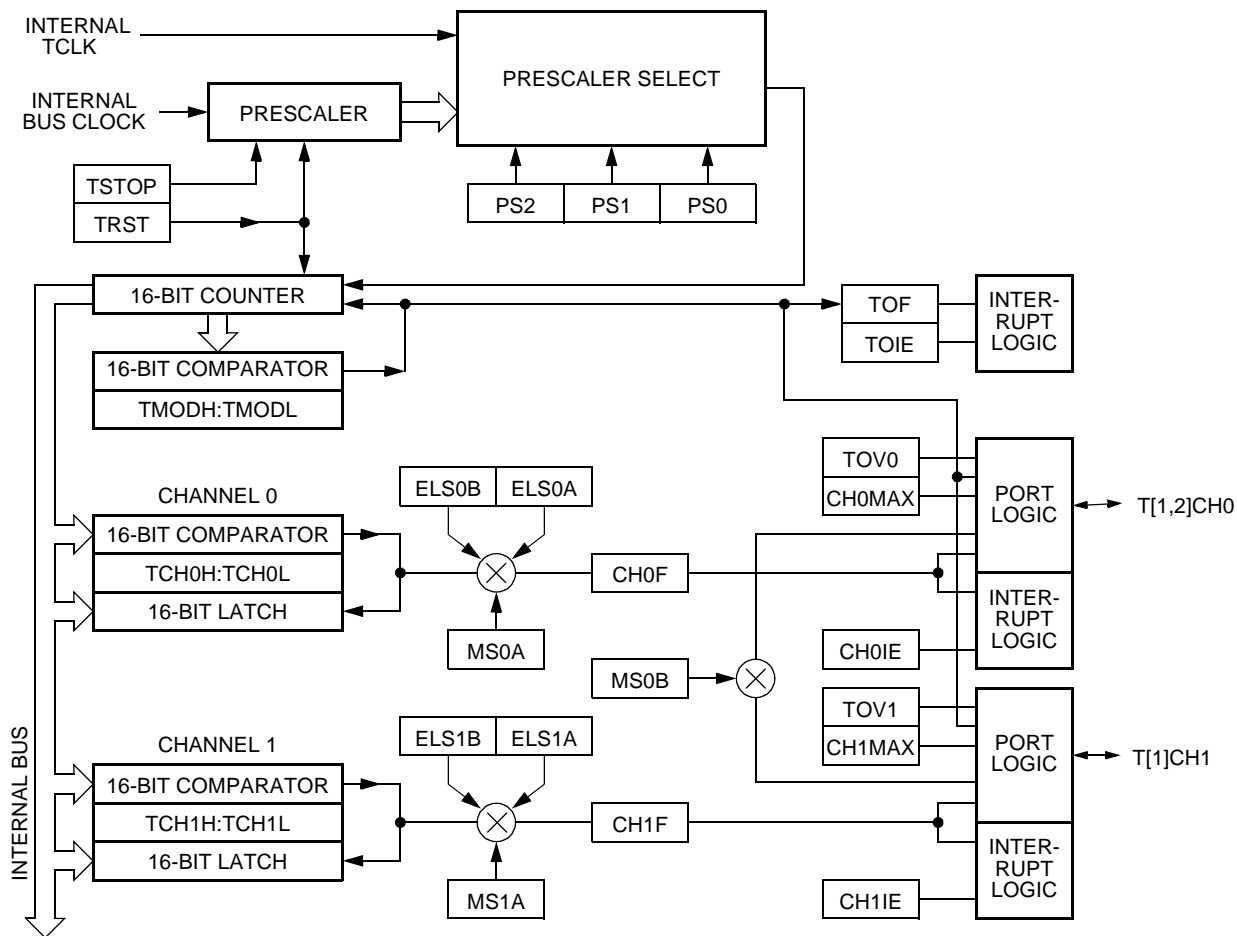 INTERNAL
TCLK
PRESCALER SELECT
INTERNAL
BUS CLOCK
PRESCALER
TSTOP
TRST
PS2 PS1 PS0
16-BIT COUNTER
TOF
TOIE
INTER-
RUPT
LOGIC
16-BIT COMPARATOR
TMODH:TMODL
CHANNEL 0
ELS0B ELS0A
TOV0
CH0MAX
PORT
LOGIC
T[1,2]CH0
16-BIT COMPARATOR
TCH0H:TCH0L
16-BIT LATCH
CH0F
MS0A
INTER-
RUPT
LOGIC
CH0IE
MS0B
CHANNEL 1
ELS1B ELS1A
TOV1
CH1MAX
PORT
LOGIC
T[1]CH1
16-BIT COMPARATOR
TCH1H:TCH1L
16-BIT LATCH
CH1F
MS1A
INTER-
RUPT
LOGIC
CH1IE
INTERNAL BUS